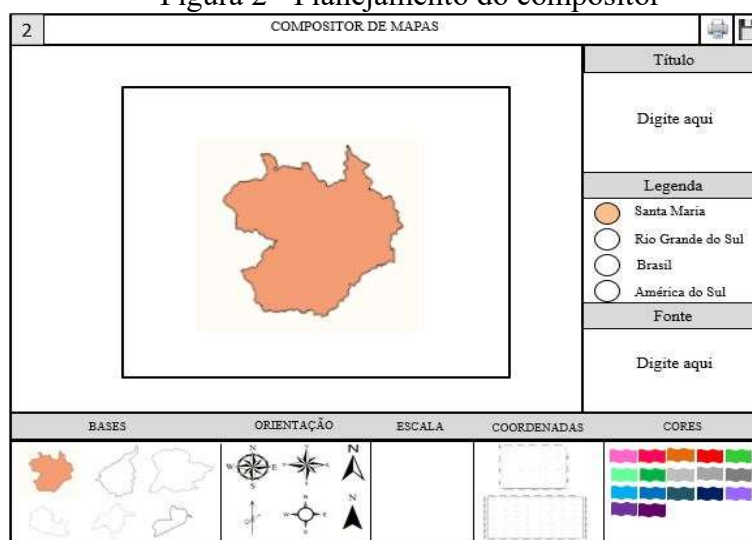 Figura 2 - Planejamento do compositor
2 COMPOSITOR DE MAPAS
Título
Digite aqui
Legenda
Santa Maria
Rio Grande do Sul
Brasil
América do Sul
Fonte
Digite aqui
BASES ORIENTAÇÃO ESCALA COORDENADAS CORES
N N
W E
S
N N
W E
S